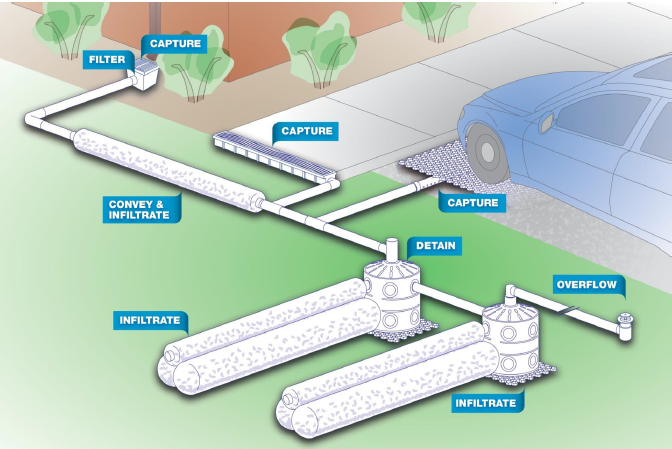 CAPTURE
FILTER
CAPTURE
CONVEY &
INFILTRATE
CAPTURE
DETAIN
OVERFLOW
INFILTRATE
INFILTRATE